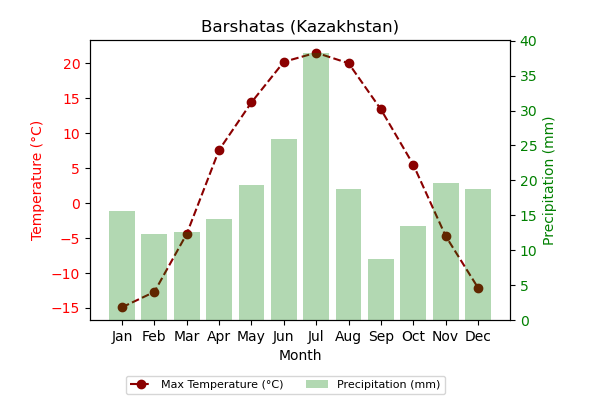 Barshatas (Kazakhstan)
Temperature (°C)
20
15
10
5
0
−5
−10
−15
Precipitation (mm)
40
35
30
25
20
15
10
5
0
Jan Feb Mar Apr May Jun Jul Aug Sep Oct Nov Dec
Month
Max Temperature (°C) Precipitation (mm)